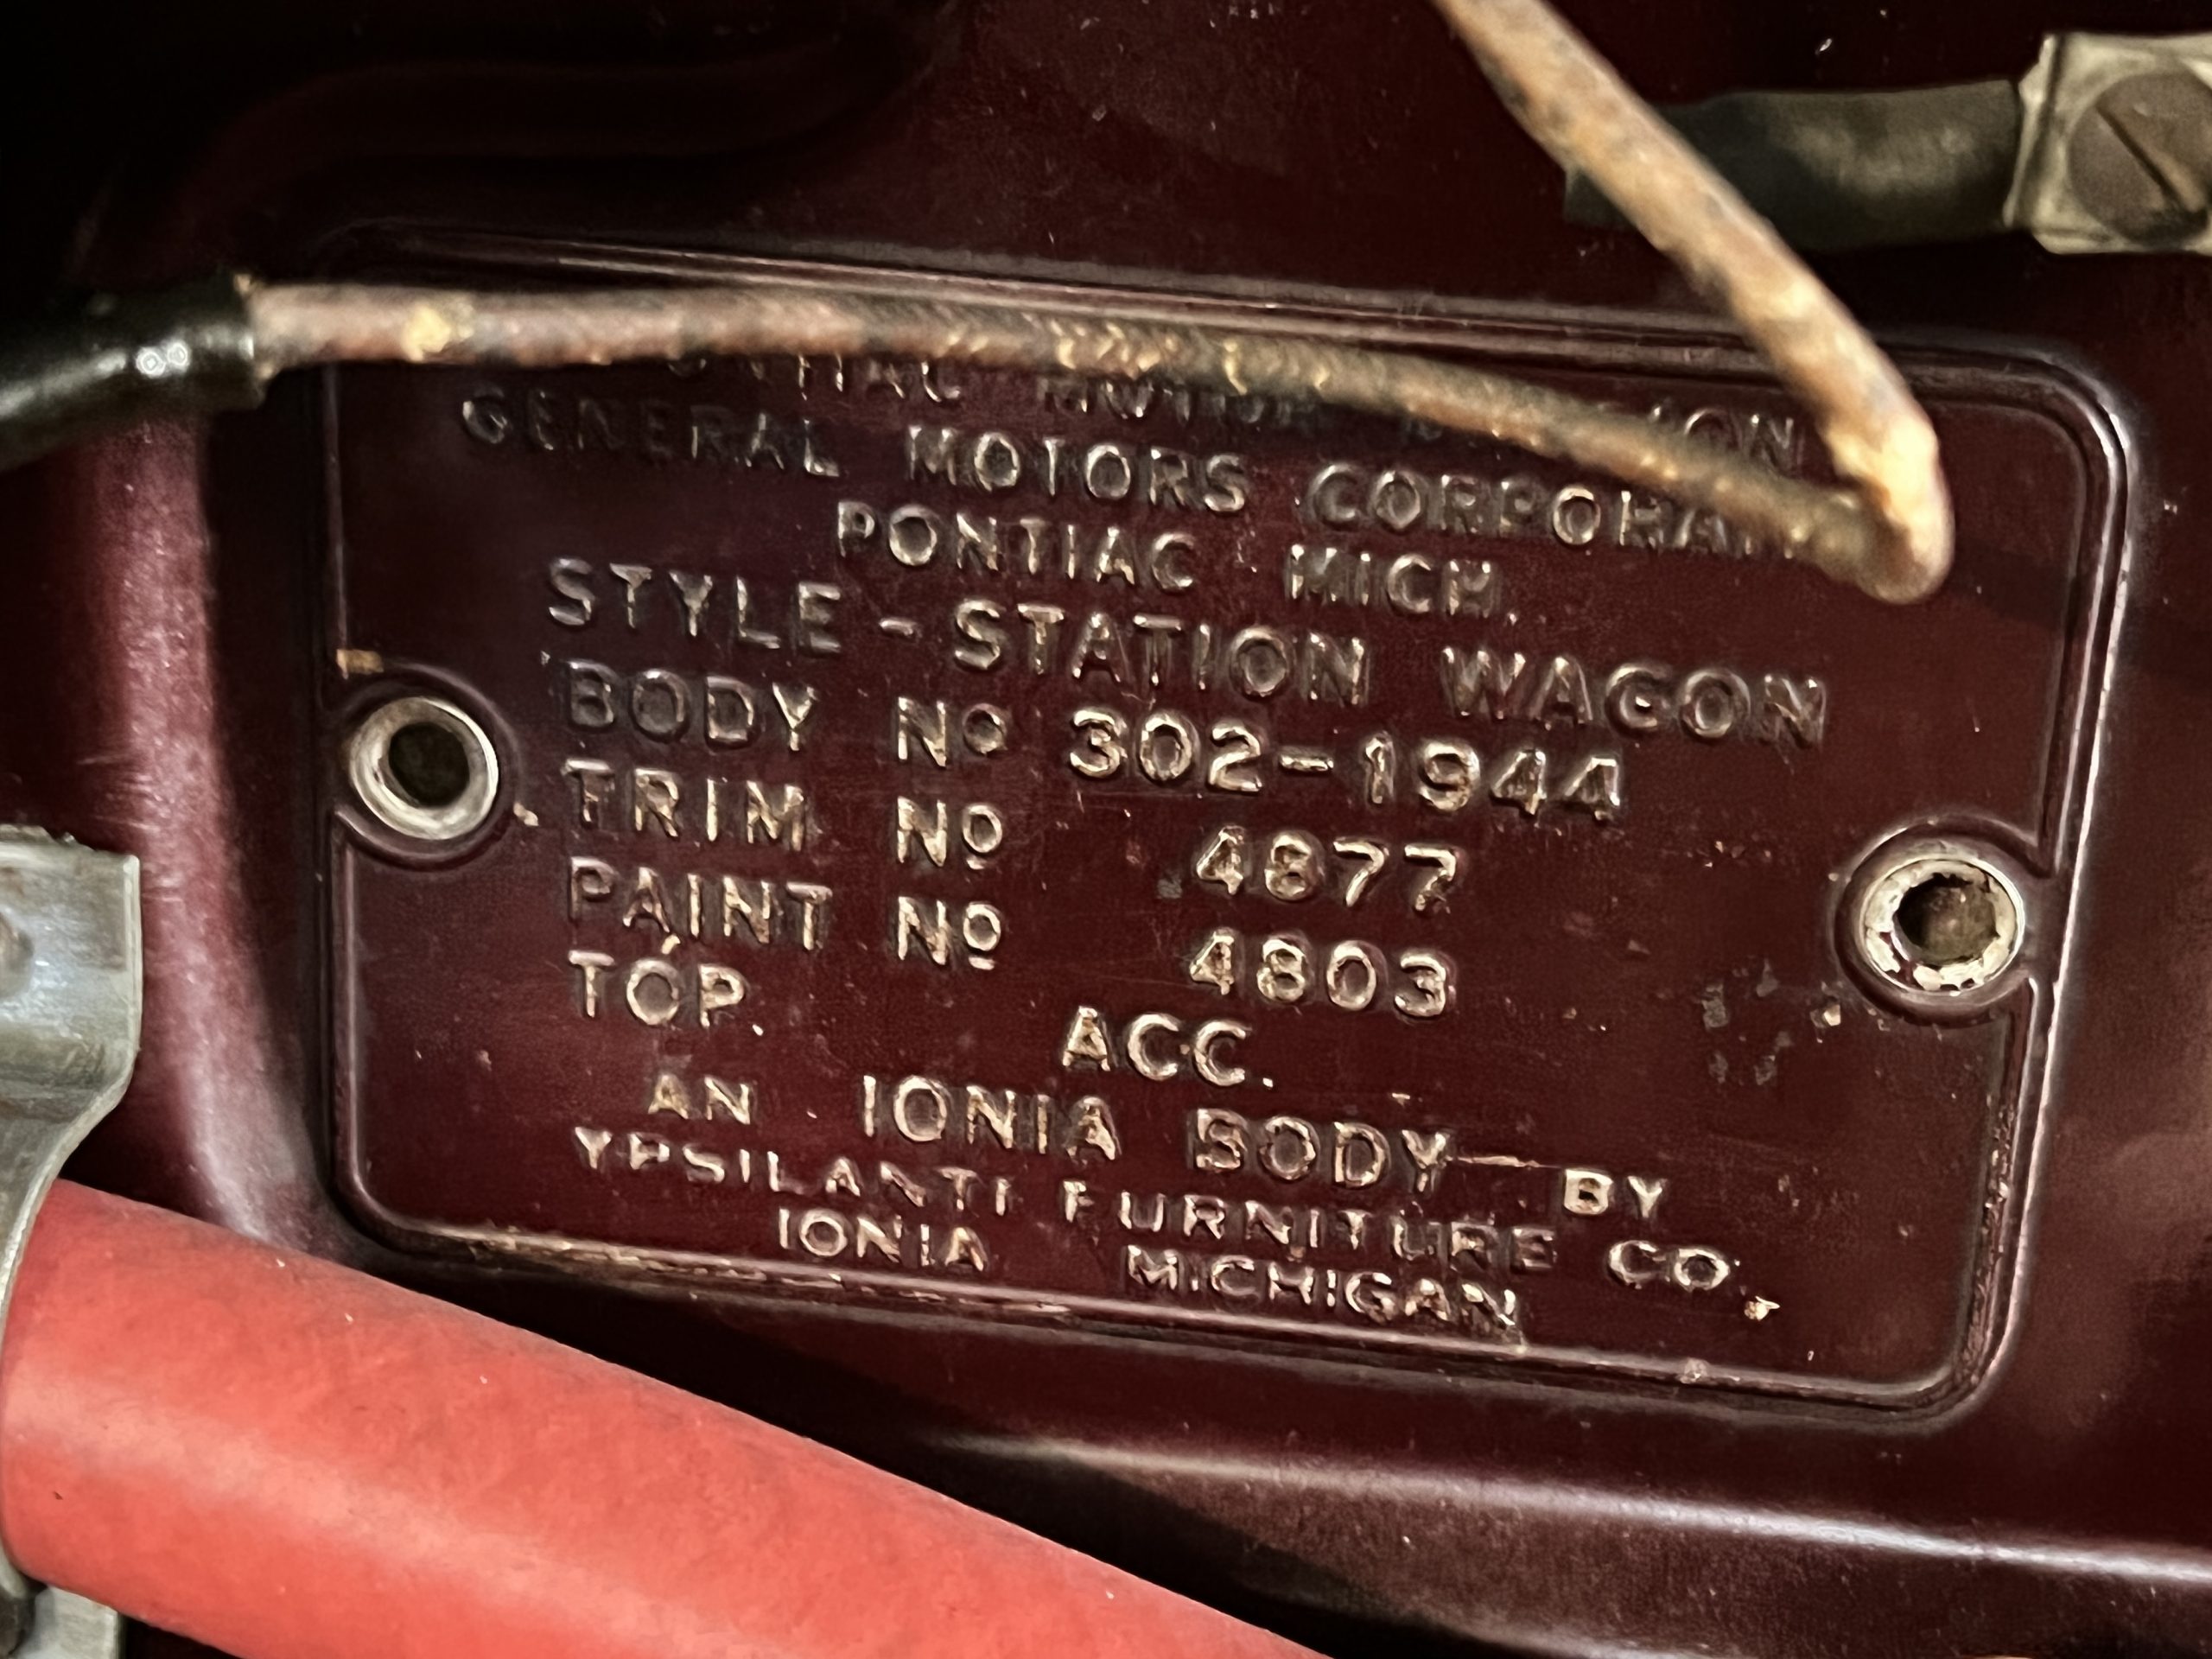 MOTOR
GENERAL MOTORS
PONTIAC MICH.
STYLE - STATION WAGON
BODY Nº 302-1944
TRIM Nº 4877
PAINT Nº 4803
TOP. ACC.
AN IONIA BODY BY
YPSILANTI FURNITURE CO.,
IONIA MICHIGAN